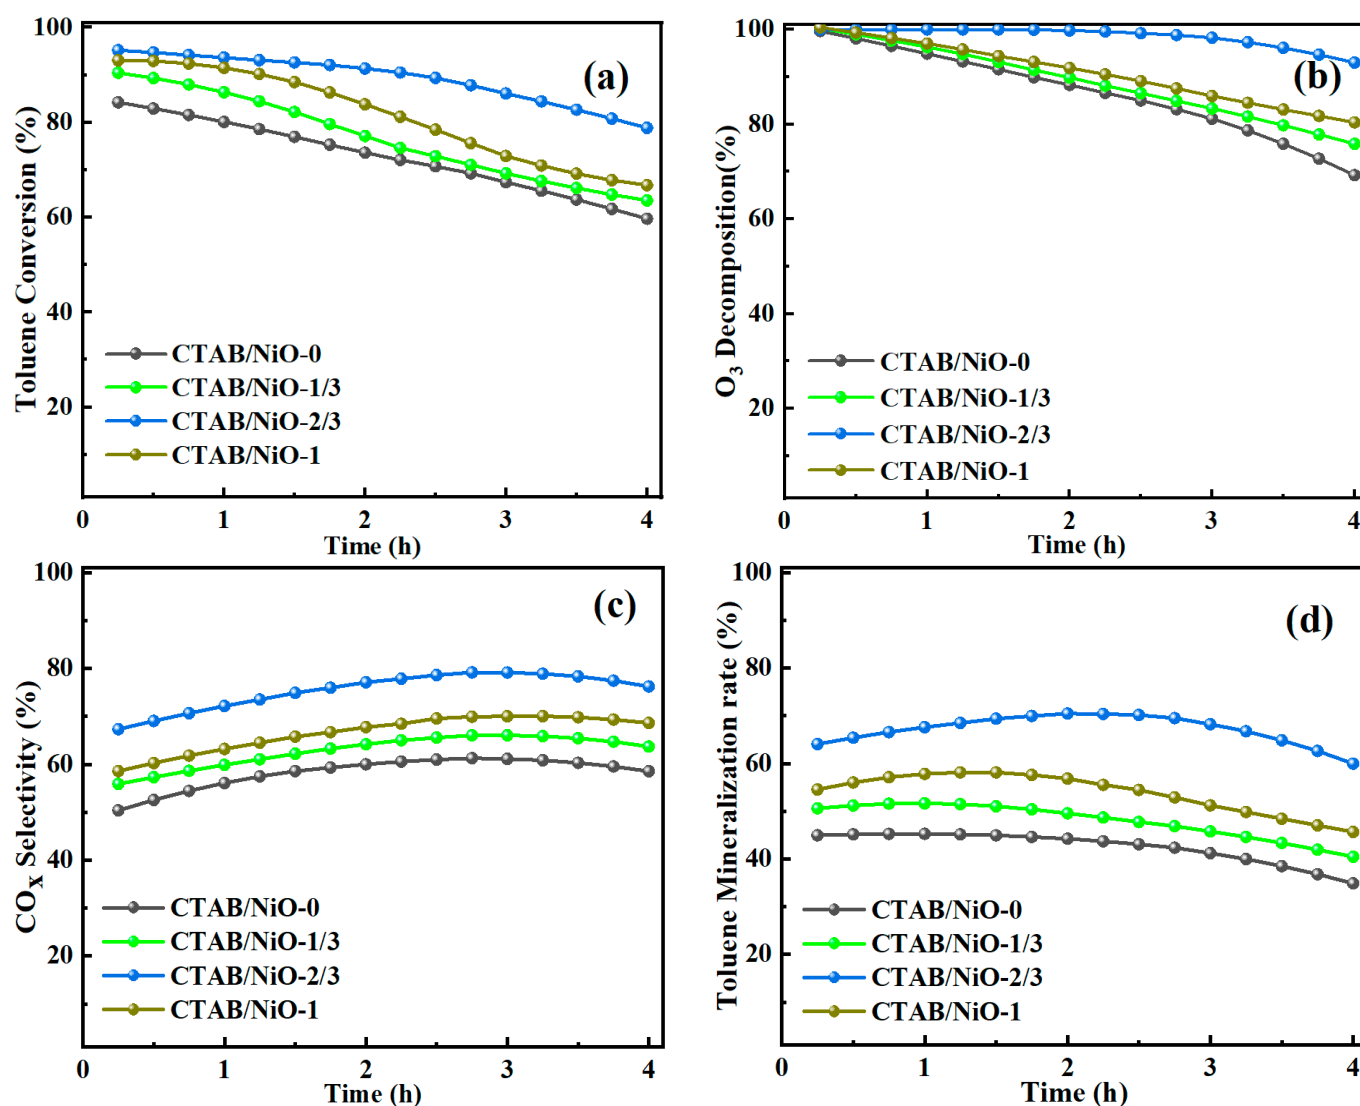 (a)
Toluene Conversion (%)
100
80
60
40
20
CTAB/NiO-0
CTAB/NiO-1/3
CTAB/NiO-2/3
CTAB/NiO-1
0 1 2 3 4
Time (h)
(b)
O₃ Decomposition(%)
100
80
60
40
20
CTAB/NiO-0
CTAB/NiO-1/3
CTAB/NiO-2/3
CTAB/NiO-1
0 1 2 3 4
Time (h)
(c)
COₓ Selectivity (%)
100
80
60
40
20
CTAB/NiO-0
CTAB/NiO-1/3
CTAB/NiO-2/3
CTAB/NiO-1
0 1 2 3 4
Time (h)
(d)
Toluene Mineralization rate (%)
100
80
60
40
20
CTAB/NiO-0
CTAB/NiO-1/3
CTAB/NiO-2/3
CTAB/NiO-1
0 1 2 3 4
Time (h)